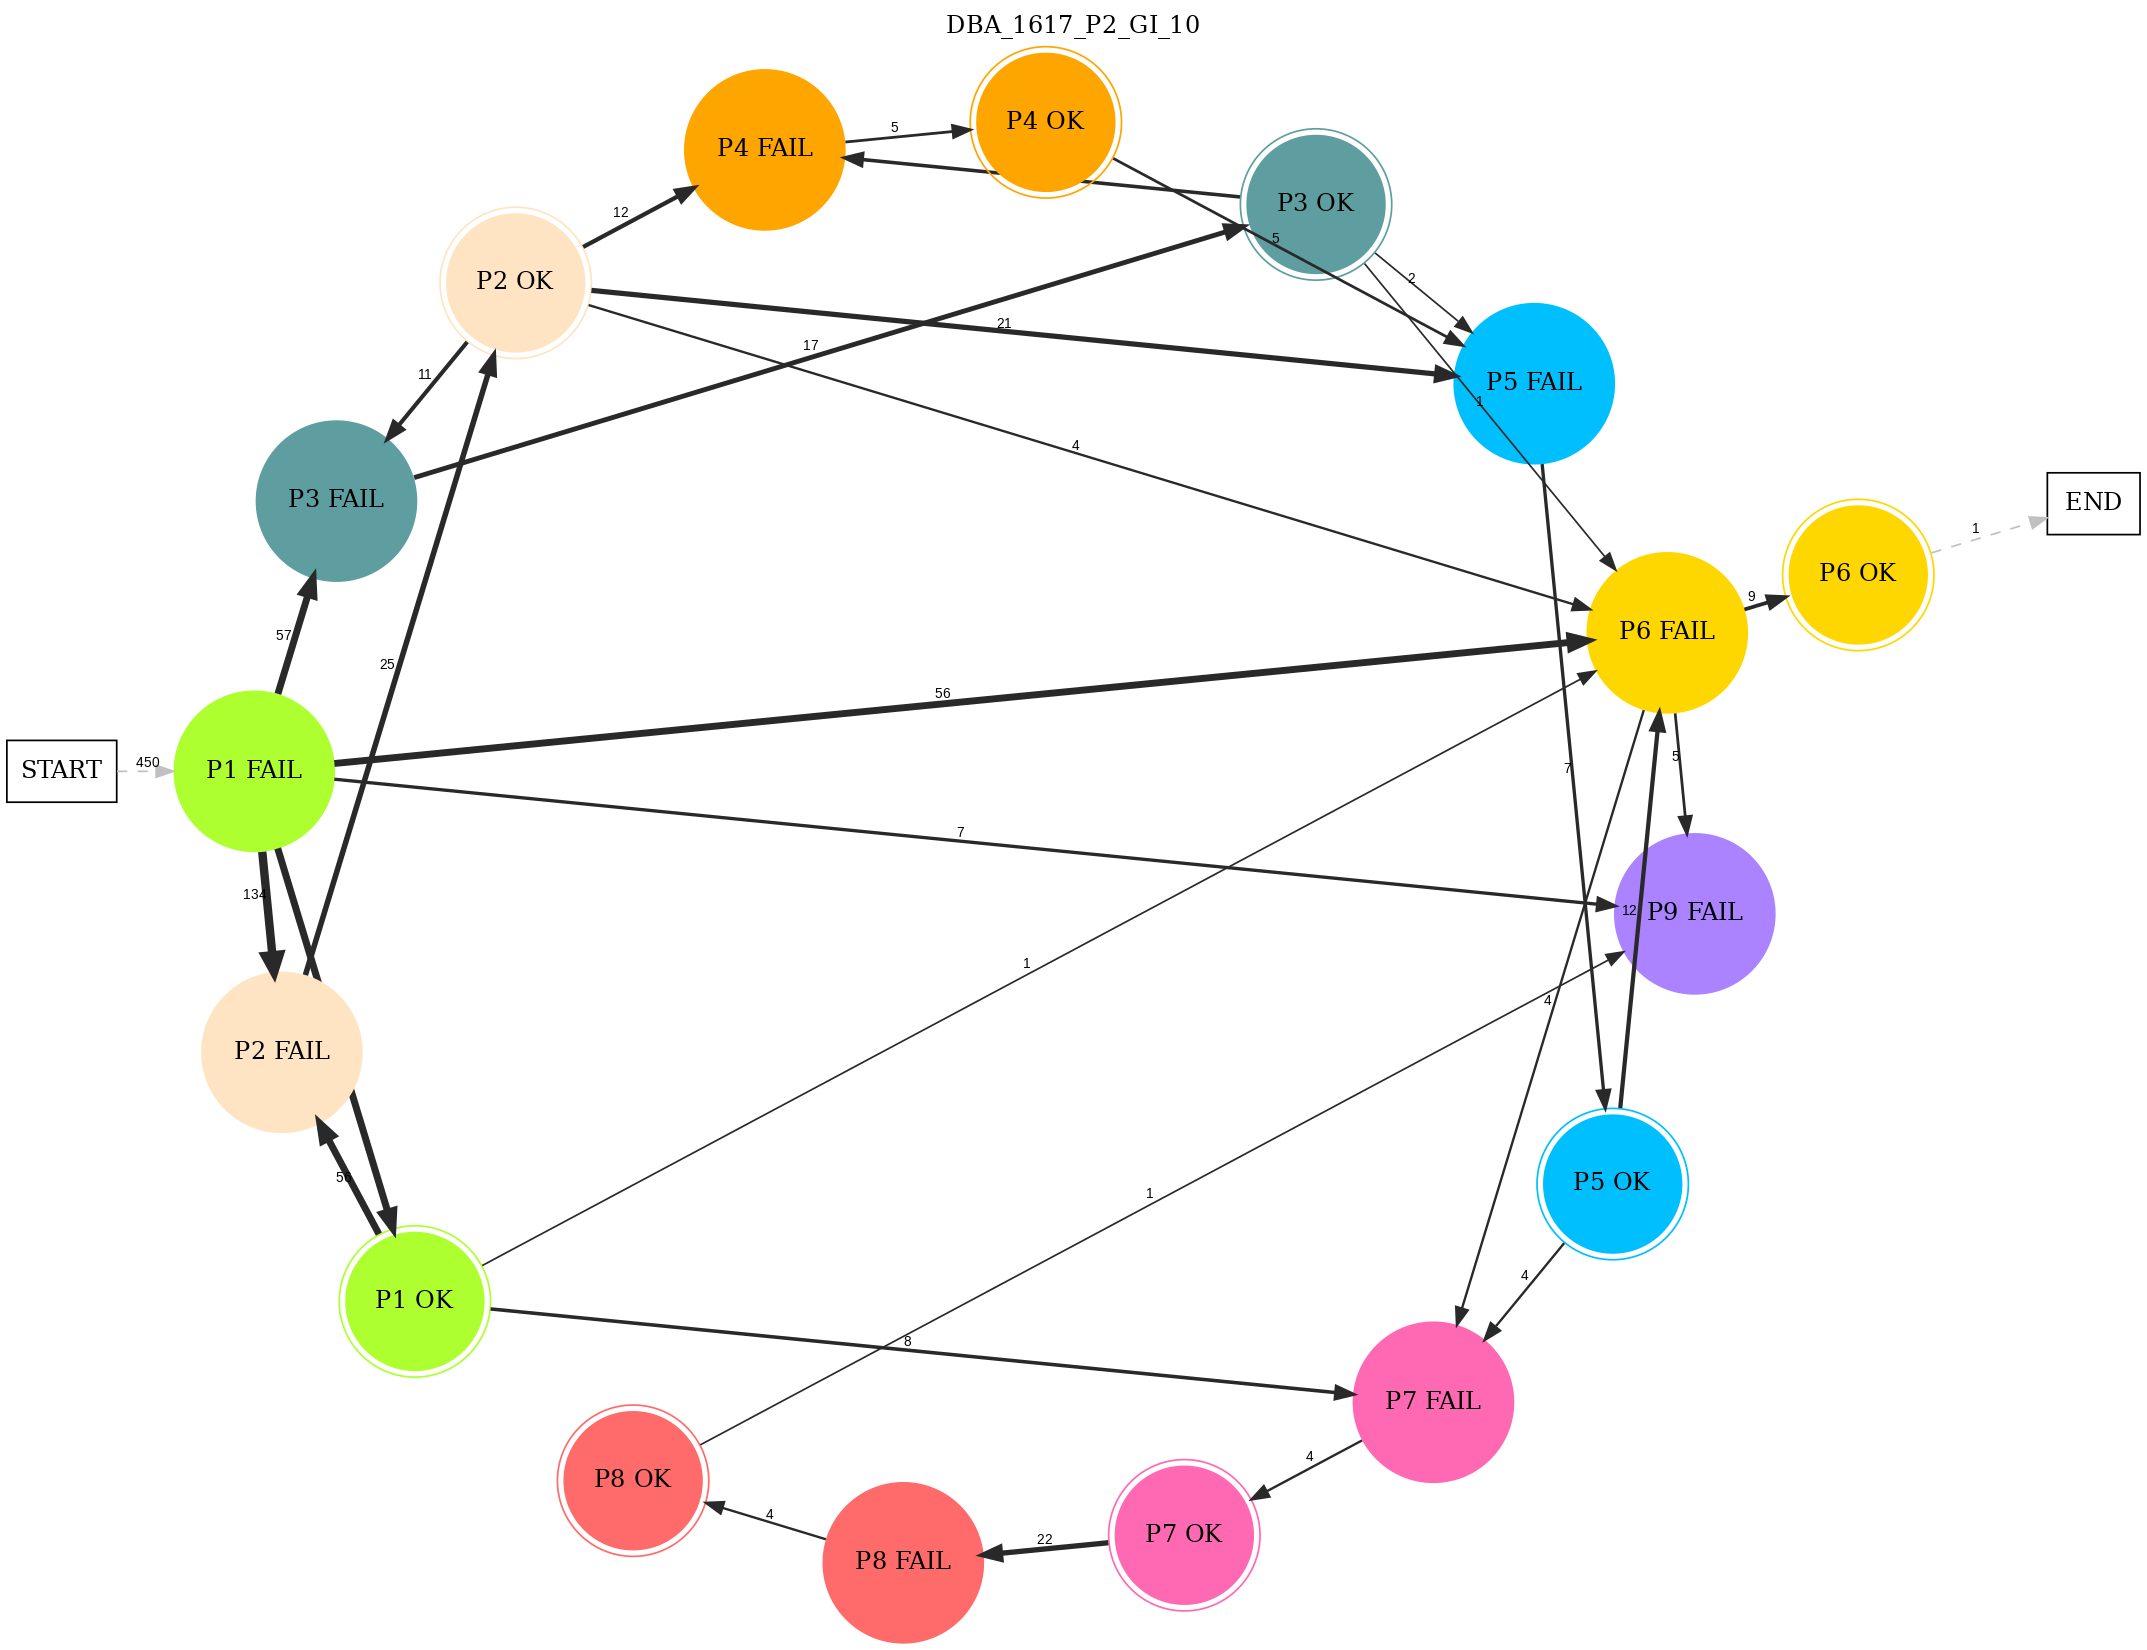 DBA_1617_P2_GI_10
P4 OK
P4 FAIL
5
P3 OK
12
5
P2 OK
2
21
17
11
P5 FAIL
1
4
P3 FAIL
END
1
P6 OK
9
P6 FAIL
57
25
56
5
START
450
P1 FAIL
7
7
134
12
P9 FAIL
1
4
P2 FAIL
56
1
P5 OK
4
P1 OK
8
P7 FAIL
4
P8 OK
4
22
P7 OK
P8 FAIL